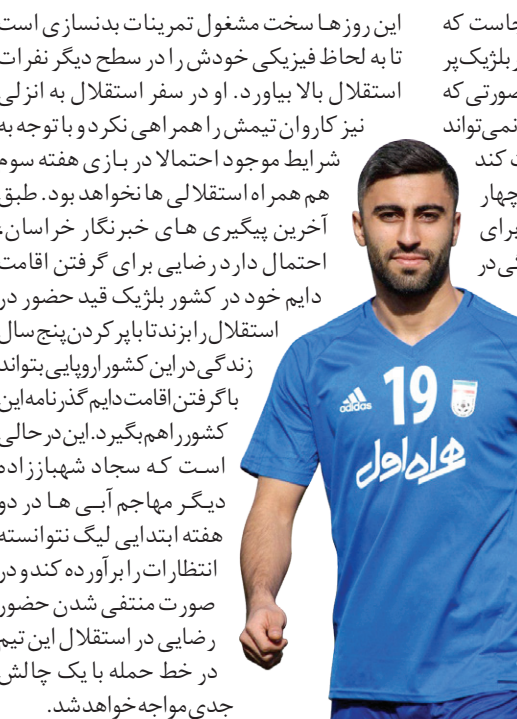 این روزها سخت مشغول تمرینات بدنسازی است
تا به لحاظ فیزیکی خودش را در سطح دیگر نفرات
استقلال بالا بیاورد. او در سفر استقلال به انزلی
نیز کاروان تیمش را همراهی نکرد و با توجه به
شرایط موجود احتمالا در بازی هفته سوم
هم همراه استقلالی ها نخواهد بود. طبق
آخرین پیگیری های خبرنگار خراسان،
احتمال دارد رضایی برای گرفتن اقامت
دایم خود در کشور بلژیک قید حضور در
استقلال را بزند تا با پر کردن پنج سال
زندگی در این کشور اروپایی بتواند
با گرفتن اقامت دایم گذرنامه این
کشور را هم بگیرد. این در حالی
است که سجاد شهباززاده
دیگر مهاجم آبی ها در دو
هفته ابتدایی لیگ نتوانسته
انتظارات را برآورده کند و در
صورت منتفی شدن حضور
رضایی در استقلال این تیم
در خط حمله با یک چالش
جدی مواجه خواهد شد.
که
بلژیک پر
صورتی که
نمی تواند
کند
چهار
برای
در
adidas
19
همراه اول